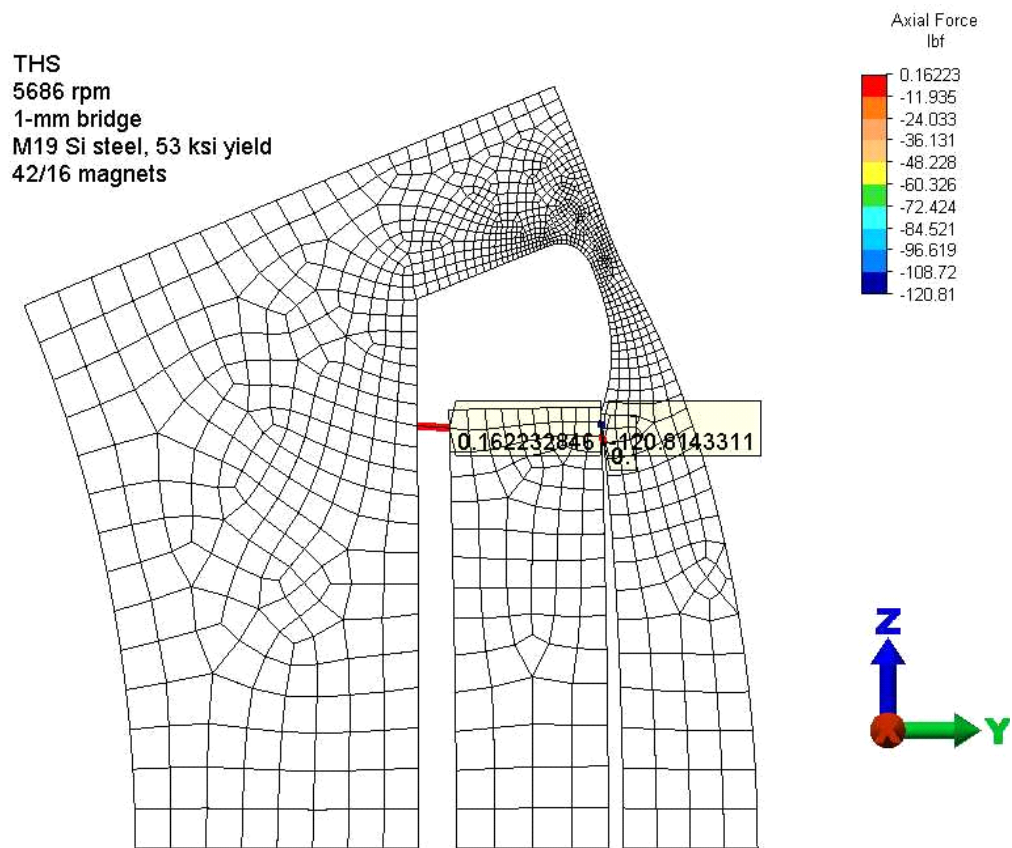 THS
5686 rpm
1-mm bridge
M19 Si steel, 53 ksi yield
42/16 magnets
Axial Force
lbf
0.16223
-11.935
-24.033
-36.131
-48.228
-60.326
-72.424
-84.521
-96.619
-108.72
-120.81
0.162232846
-120.8143311
Z
Y
X